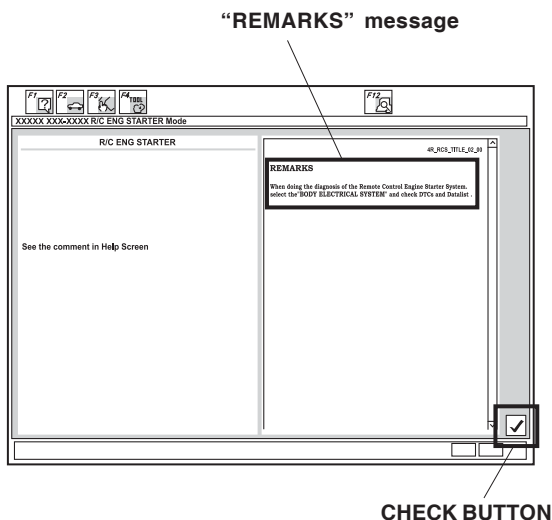 “REMARKS” message
F1 F2 F3 F4 TOOL F12
XXXXX XXX-XXXX R/C ENG STARTER Mode
R/C ENG STARTER
4R_RCS_TITLE_02_00
REMARKS
When doing the diagnosis of the Remote Control Engine Starter System.
select the"BODY ELECTRICAL SYSTEM" and check DTCs and Datalist .
See the comment in Help Screen
CHECK BUTTON